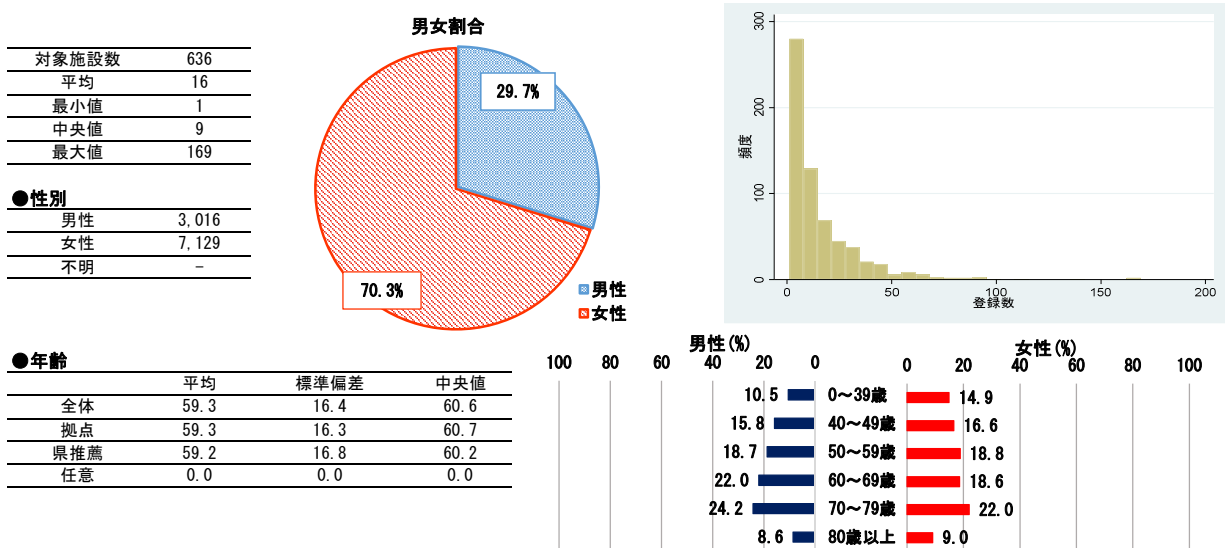 対象施設数 636
平均 16
最小値 1
中央値 9
最大値 169
●性別
男性 3,016
女性 7,129
不明 −
男女割合
29.7%
70.3%
男性
女性
頻度
300
200
100
0
0 50 100 150 200
登録数
●年齢
平均 標準偏差 中央値
全体 59.3 16.4 60.6
拠点 59.3 16.3 60.7
県推薦 59.2 16.8 60.2
任意 0.0 0.0 0.0
男性(%) 女性(%)
100 80 60 40 20 0 0 20 40 60 80 100
10.5 0〜39歳 14.9
15.8 40〜49歳 16.6
18.7 50〜59歳 18.8
22.0 60〜69歳 18.6
24.2 70〜79歳 22.0
8.6 80歳以上 9.0